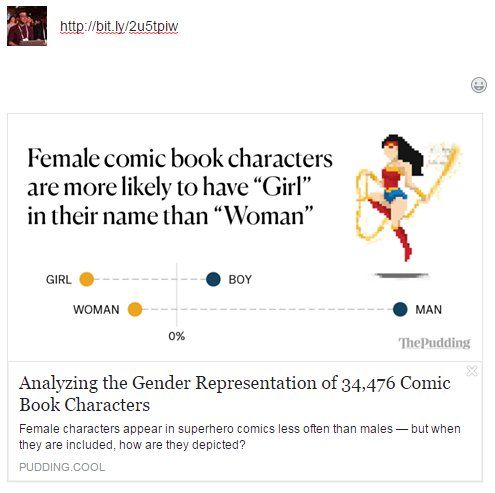 http://bit.ly/2u5tpiw
Female comic book characters
are more likely to have “Girl”
in their name than “Woman”
GIRL BOY
WOMAN MAN
0%
ThePudding
Analyzing the Gender Representation of 34,476 Comic
Book Characters
Female characters appear in superhero comics less often than males — but when
they are included, how are they depicted?
PUDDING.COOL